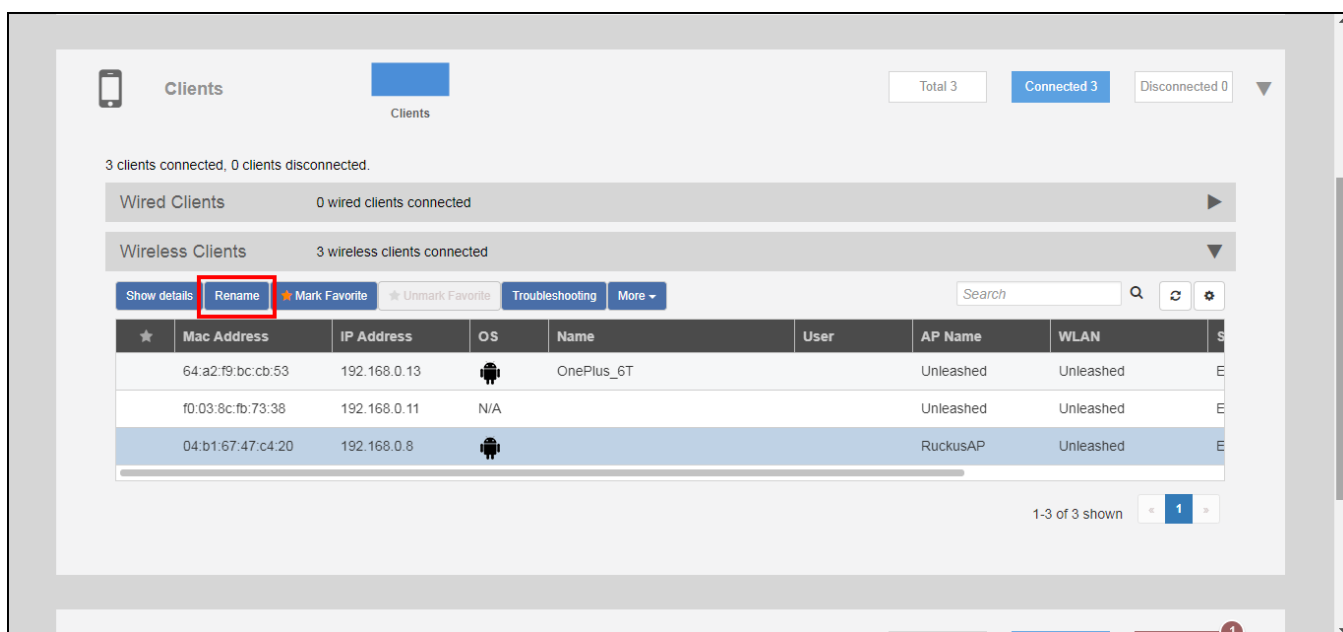 Clients
Clients
Total 3
Connected 3
Disconnected 0
3 clients connected, 0 clients disconnected.
Wired Clients 0 wired clients connected
Wireless Clients 3 wireless clients connected
Show details Rename Mark Favorite Unmark Favorite Troubleshooting More Search
Mac Address IP Address OS Name User AP Name WLAN S
64:a2:f9:bc:cb:53 192.168.0.13 OnePlus_6T Unleashed Unleashed E
f0:03:8c:fb:73:38 192.168.0.11 N/A Unleashed Unleashed E
04:b1:67:47:c4:20 192.168.0.8 RuckusAP Unleashed E
1-3 of 3 shown « 1 »
1